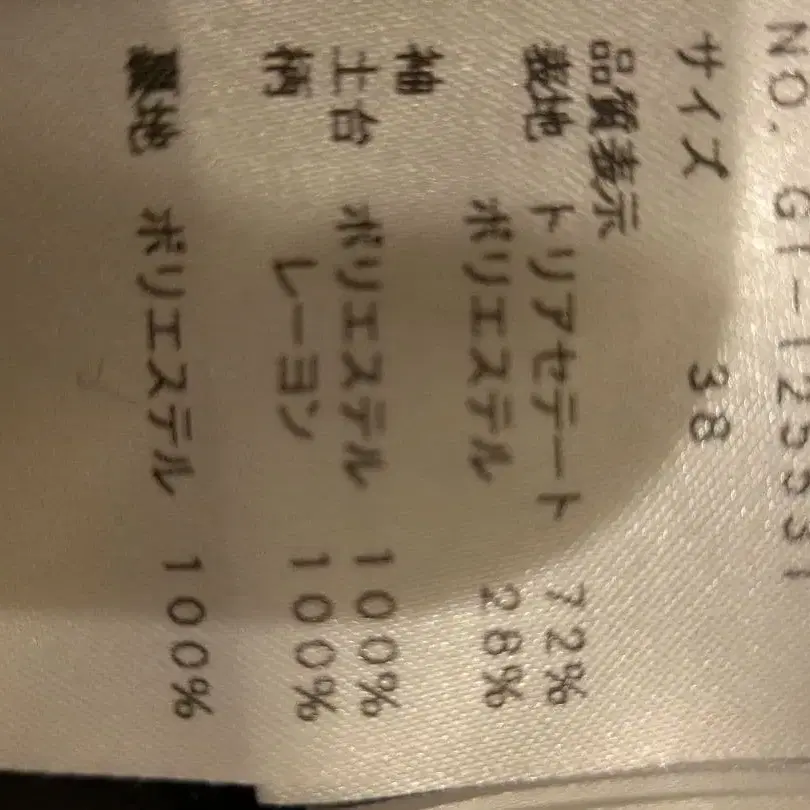 NO. GT-125531
サイズ 38
品質表示
表地 トリアセテート 72%
ポリエステル 28%
袖
土台 ポリエステル 100%
柄 レーヨン 100%
裏地 ポリエステル 100%